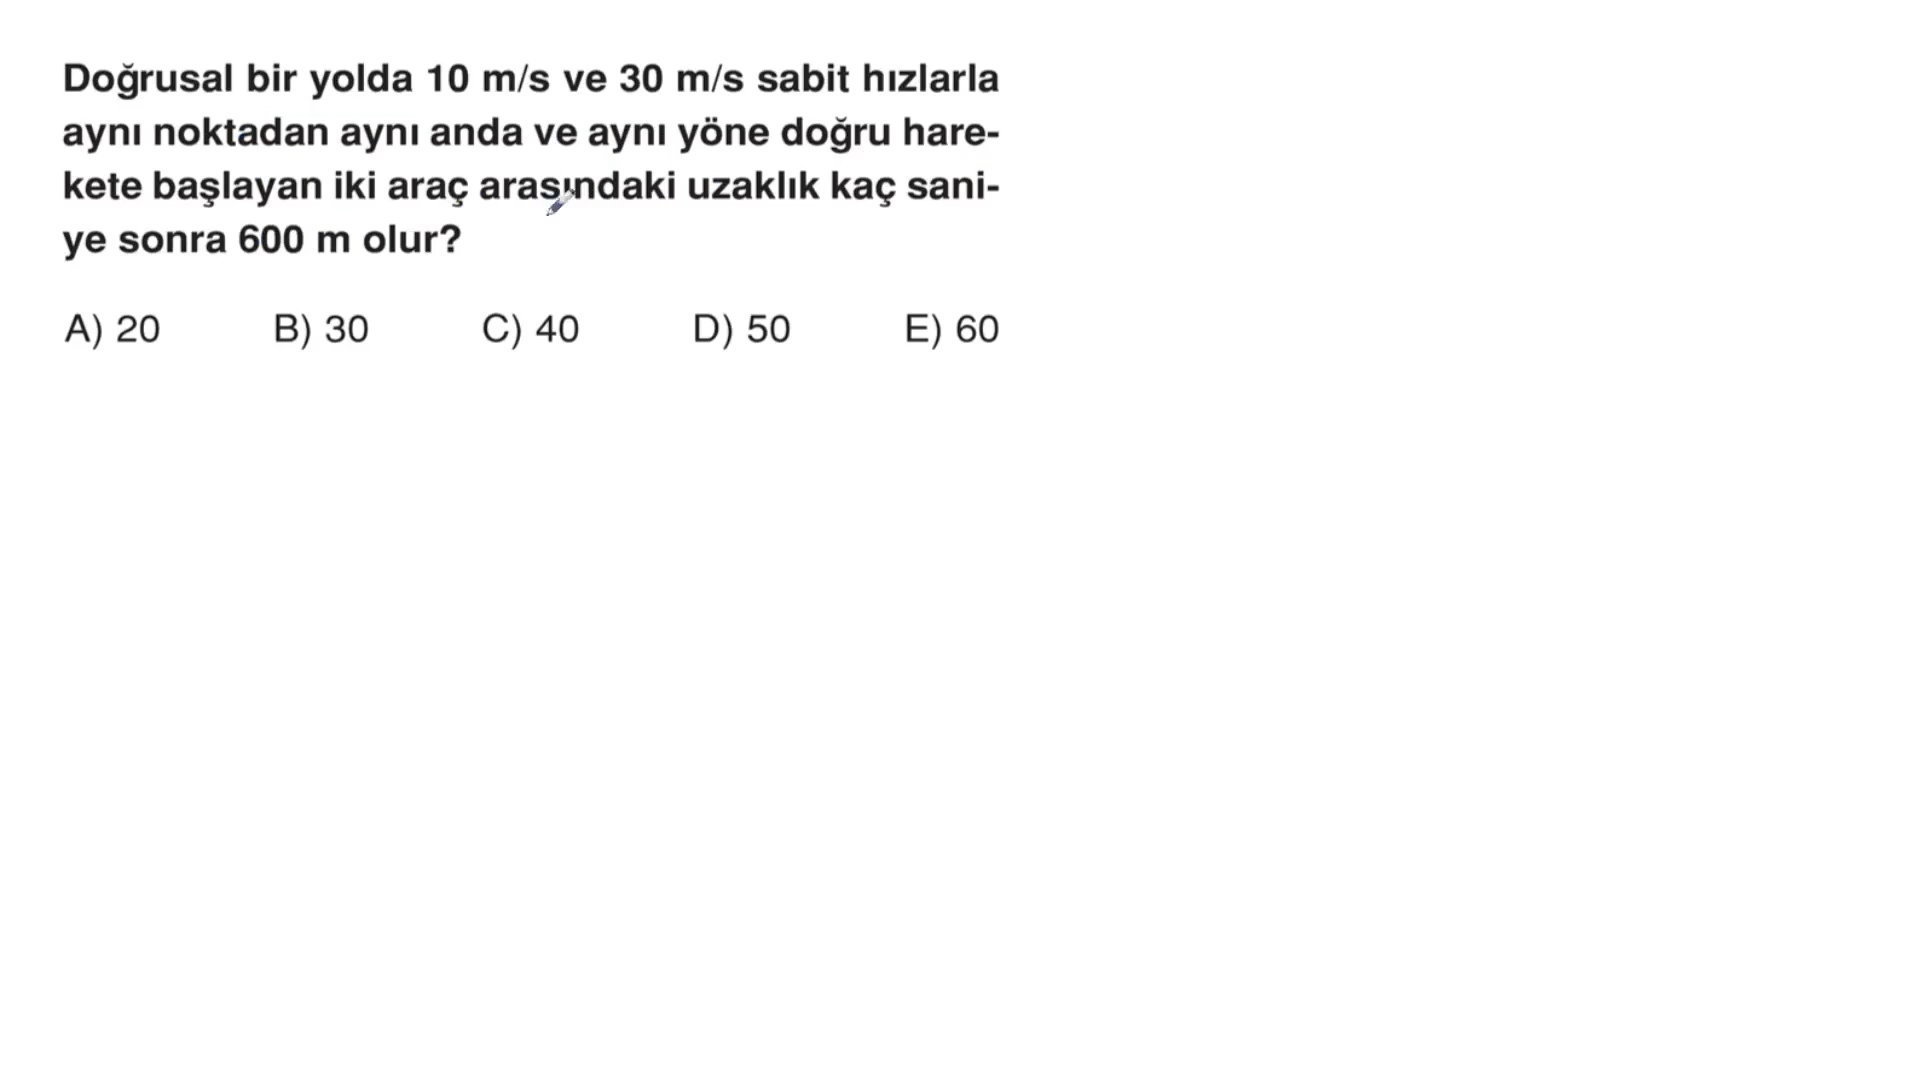 Doğrusal bir yolda 10 m/s ve 30 m/s sabit hızlarla
aynı noktadan aynı anda ve aynı yöne doğru hare-
kete başlayan iki araç arasındaki uzaklık kaç sani-
ye sonra 600 m olur?
A) 20 B) 30 C) 40 D) 50 E) 60